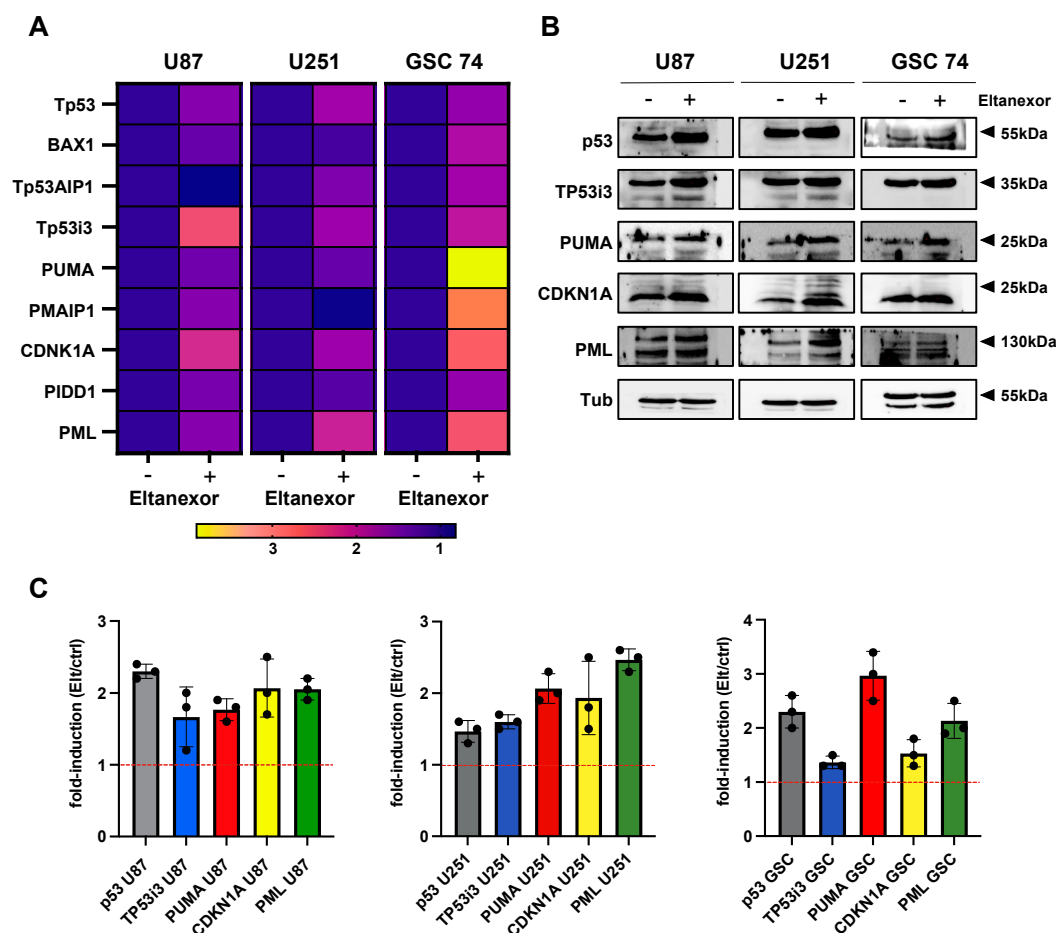 A
U87 U251 GSC 74
Tp53
BAX1
Tp53AIP1
Tp53i3
PUMA
PMAIP1
CDNK1A
PIDD1
PML
- + - + - +
Eltanexor Eltanexor Eltanexor
3 2 1
B
U87 U251 GSC 74
- + - + - + Eltanexor
p53 55kDa
TP53i3 35kDa
PUMA 25kDa
CDKN1A 25kDa
PML 130kDa
Tub 55kDa
C
fold-induction (Elt/ctrl)
3
2
1
0
p53 U87
TP53i3 U87
PUMA U87
CDKN1A U87
PML U87
fold-induction (Elt/ctrl)
3
2
1
0
p53 U251
TP53i3 U251
PUMA U251
CDKN1A U251
PML U251
fold-induction (Elt/ctrl)
4
3
2
1
0
p53 GSC
TP53i3 GSC
PUMA GSC
CDKN1A GSC
PML GSC